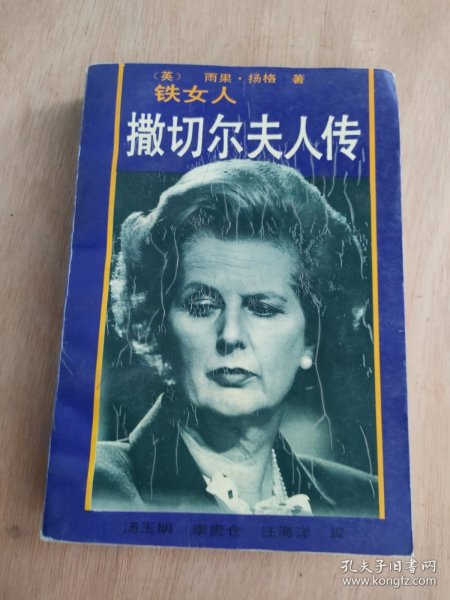 〔英〕 雨果·扬格 著
铁女人
撒切尔夫人传
汤玉明 李贵仓 汪海洋 译
孔夫子旧书网
www.kongfz.com